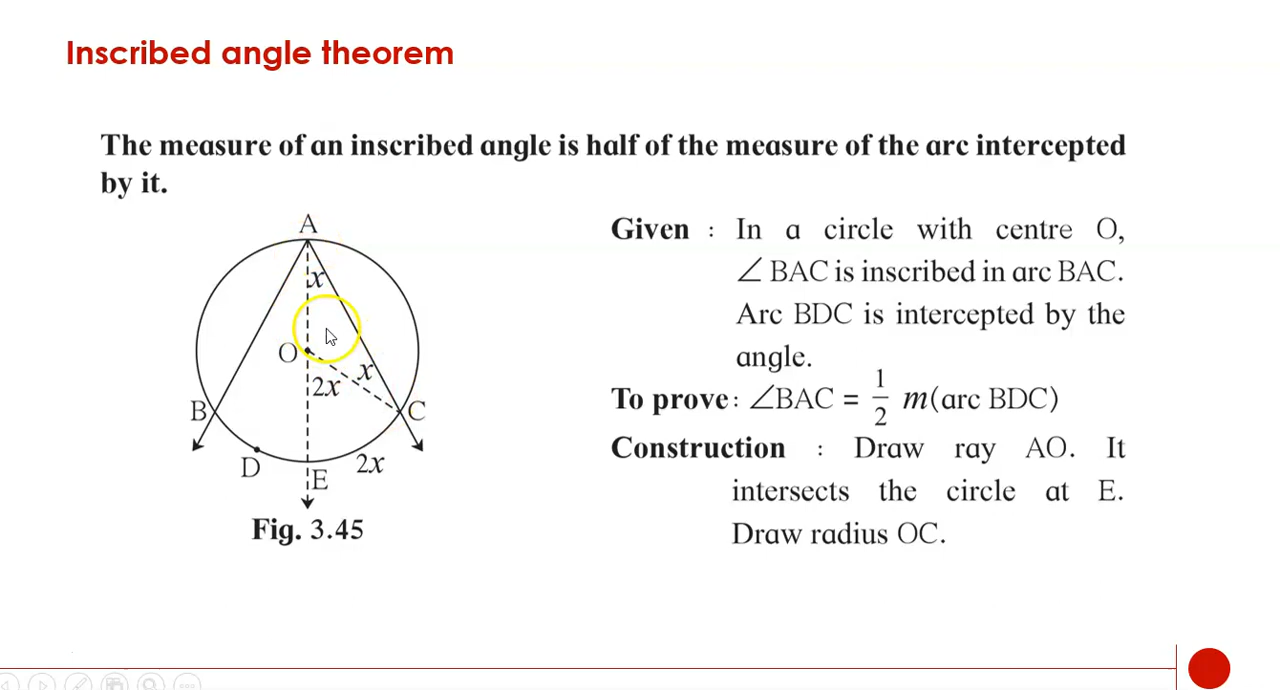 Inscribed angle theorem
The measure of an inscribed angle is half of the measure of the arc intercepted
by it.
A
x
O
x
2x
B
C
D
E
2x
Fig. 3.45
Given : In a circle with centre O,
∠ BAC is inscribed in arc BAC.
Arc BDC is intercepted by the
angle.
To prove: ∠BAC = 1/2 m(arc BDC)
Construction : Draw ray AO. It
intersects the circle at E.
Draw radius OC.